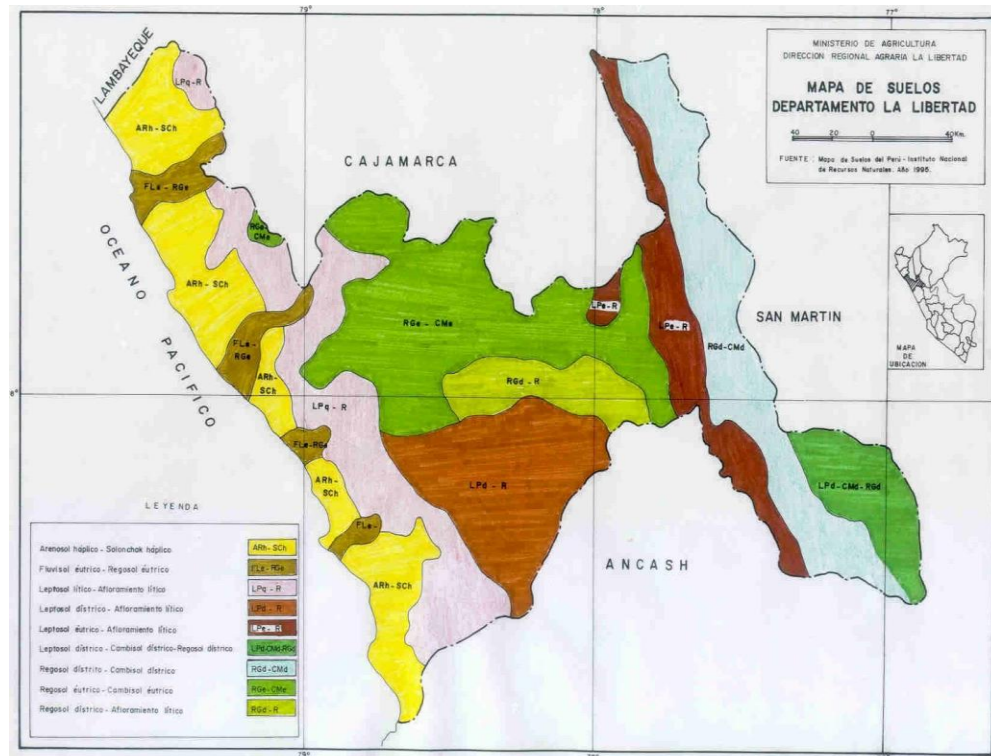 79°
78°
77°
MINISTERIO DE AGRICULTURA
DIRECCION REGIONAL AGRARIA LA LIBERTAD
MAPA DE SUELOS
DEPARTAMENTO LA LIBERTAD
40 20 0 40 Km.
FUENTE : Mapa de Suelos del Perú - Instituto Nacional
de Recursos Naturales. Año 1996.
LAMBAYEQUE
LPq-R
ARh-SCh
CAJAMARCA
FLe-RGe
RGe-
CMe
OCEANO
PACIFICO
ARh-SCh
LPe-R
LPe-R
SAN MARTIN
RGe-CMe
RGd-CMd
MAPA
DE
UBICACION
FLe-
RGe
ARh-
SCh
RGd-R
8°
LPq-R
FLe-RGe
LPd-R
LPd-CMd-RGd
ARh-
SCh
FLe-
ANCASH
ARh-SCh
LEYENDA
Arenosol háplico - Solonchak háplico ARh-SCh
Fluvisol éutrico - Regosol éutrico FLe-RGe
Leptosol lítico - Afloramiento lítico LPq-R
Leptosol dístrico - Afloramiento lítico LPd-R
Leptosol éutrico - Afloramiento lítico LPe-R
Leptosol dístrico - Cambisol dístrico - Regosol dístrico LPd-CMd-RGd
Regosol dístrito - Cambisol dístrico RGd-CMd
Regosol éutrico - Cambisol éutrico RGe-CMe
Regosol dístrico - Afloramiento lítico RGd-R
79°